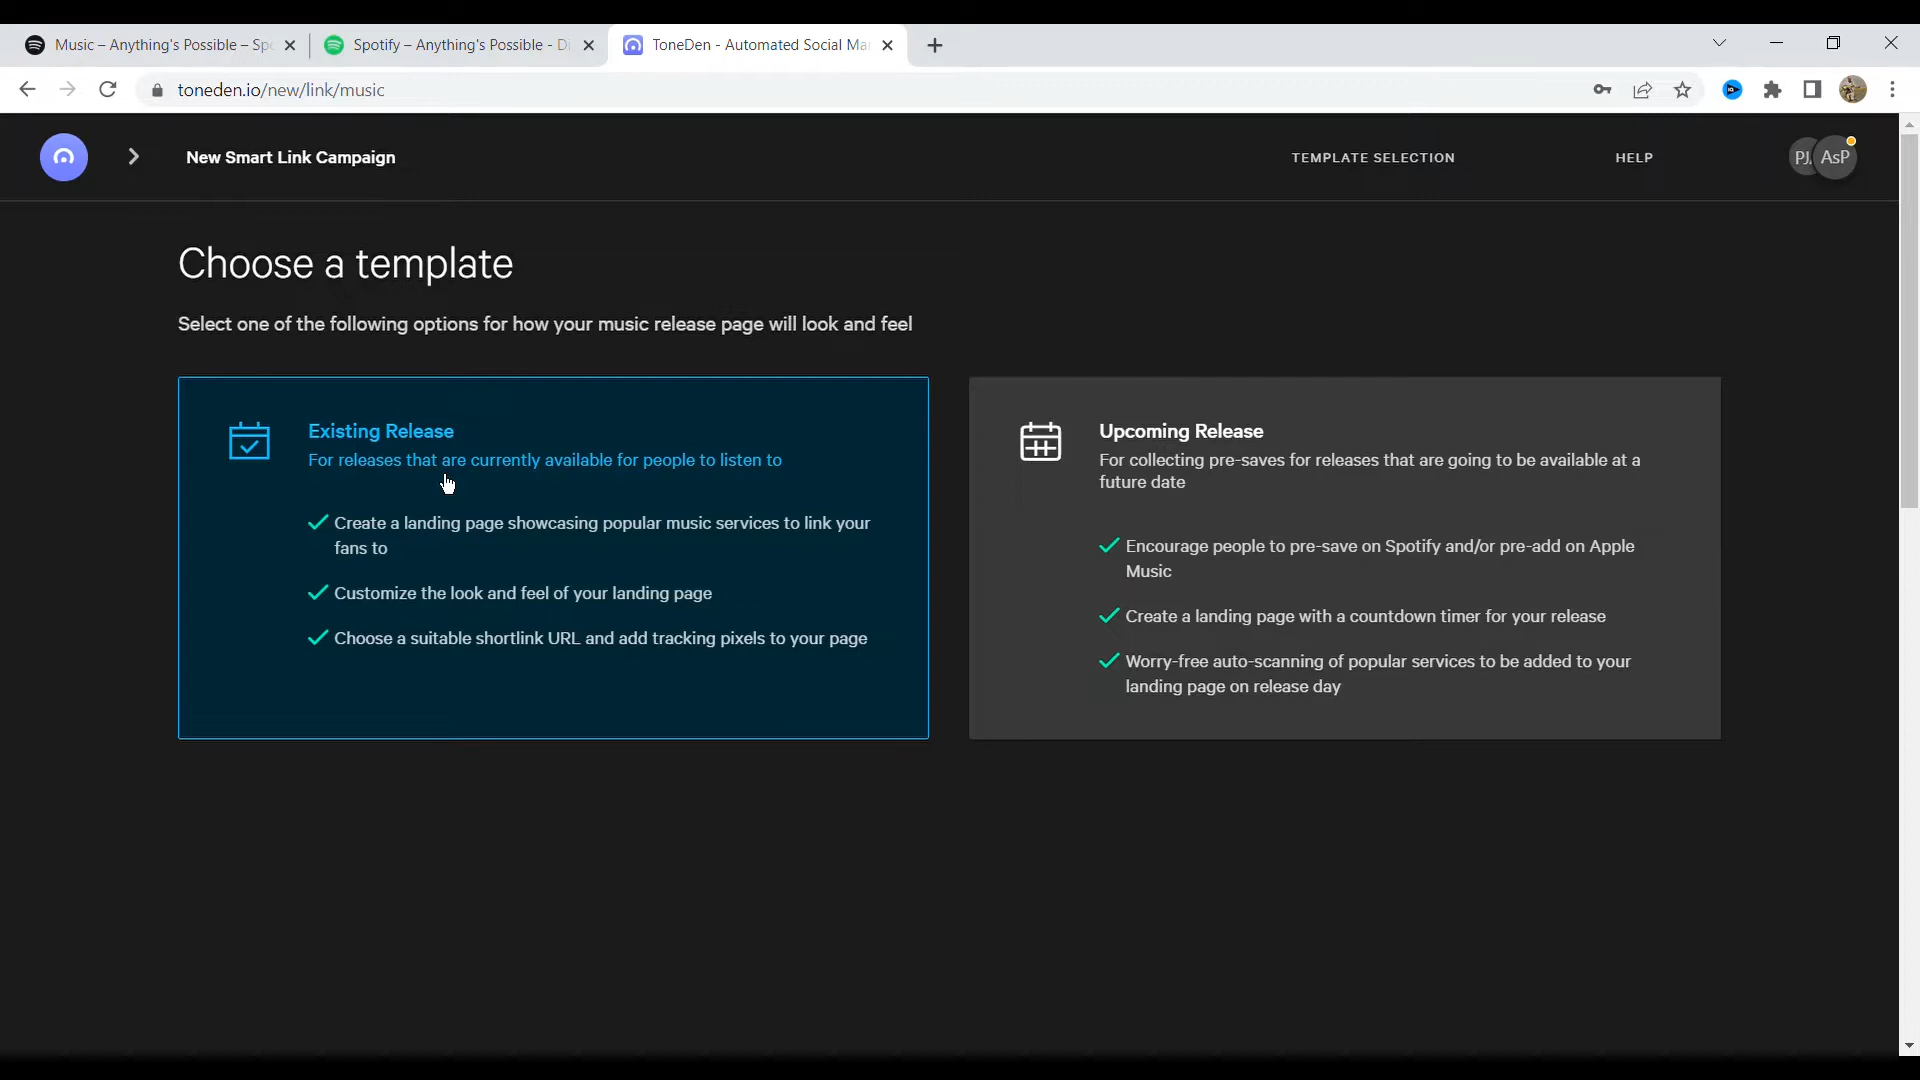 Music – Anything's Possible – Sp
Spotify – Anything's Possible - Di
ToneDen - Automated Social Mar
toneden.io/new/link/music
New Smart Link Campaign
TEMPLATE SELECTION
HELP
PJ
AsP
Choose a template
Select one of the following options for how your music release page will look and feel
Existing Release
For releases that are currently available for people to listen to
Create a landing page showcasing popular music services to link your
fans to
Customize the look and feel of your landing page
Choose a suitable shortlink URL and add tracking pixels to your page
Upcoming Release
For collecting pre-saves for releases that are going to be available at a
future date
Encourage people to pre-save on Spotify and/or pre-add on Apple
Music
Create a landing page with a countdown timer for your release
Worry-free auto-scanning of popular services to be added to your
landing page on release day